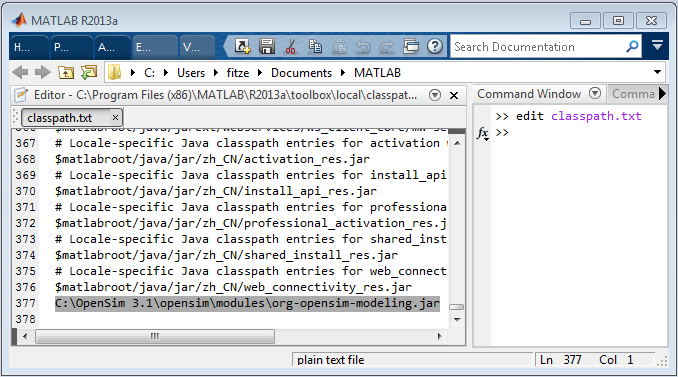 MATLAB R2013a
H... P... A... E... V...
Search Documentation
C: Users fitze Documents MATLAB
Editor - C:\Program Files (x86)\MATLAB\R2013a\toolbox\local\classpat...
Command Window
Comma
classpath.txt
>> edit classpath.txt
fx >>
367 # Locale-specific Java classpath entries for activation
368 $matlabroot/java/jar/zh_CN/activation_res.jar
369 # Locale-specific Java classpath entries for install_api
370 $matlabroot/java/jar/zh_CN/install_api_res.jar
371 # Locale-specific Java classpath entries for professiona
372 $matlabroot/java/jar/zh_CN/professional_activation_res.j
373 # Locale-specific Java classpath entries for shared_inst
374 $matlabroot/java/jar/zh_CN/shared_install_res.jar
375 # Locale-specific Java classpath entries for web_connect
376 $matlabroot/java/jar/zh_CN/web_connectivity_res.jar
377 C:\OpenSim 3.1\opensim\modules\org-opensim-modeling.jar
378
plain text file
Ln 377 Col 1